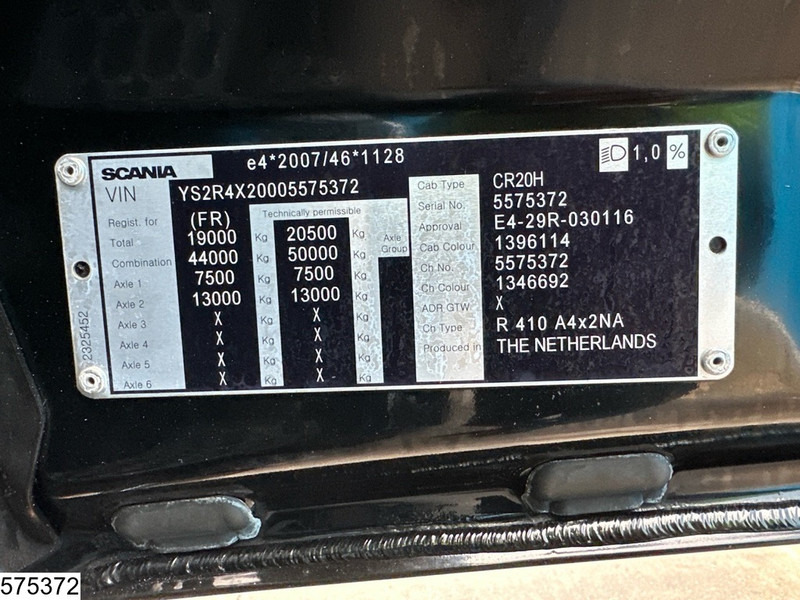 SCANIA e4*2007/46*1128 1,0 %
VIN YS2R4X20005575372
Regist. for (FR) Technically permissible
Total 19000 Kg 20500 Kg Axle Group
Combination 44000 Kg 50000 Kg
Axle 1 7500 Kg 7500 Kg
Axle 2 13000 Kg 13000 Kg
Axle 3 X Kg X Kg
Axle 4 X Kg X Kg
Axle 5 X Kg X Kg
Axle 6 X Kg X Kg
Cab Type CR20H
Serial No. 5575372
Approval E4-29R-030116
Cab Colour 1396114
Ch No. 5575372
Ch Colour 1346692
ADR GTW X
Ch Type R 410 A4x2NA
Produced in THE NETHERLANDS
2325452
575372